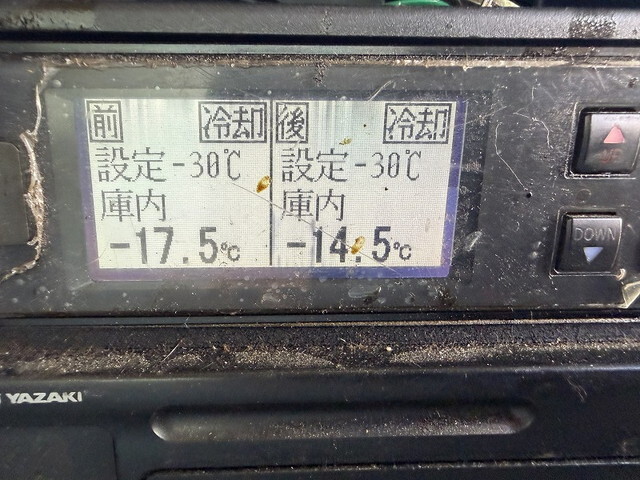 前 冷却 後 冷却
設定 -30℃ 設定 -30℃
庫内 庫内
-17.5℃ -14.5℃
UP
DOWN
YAZAKI